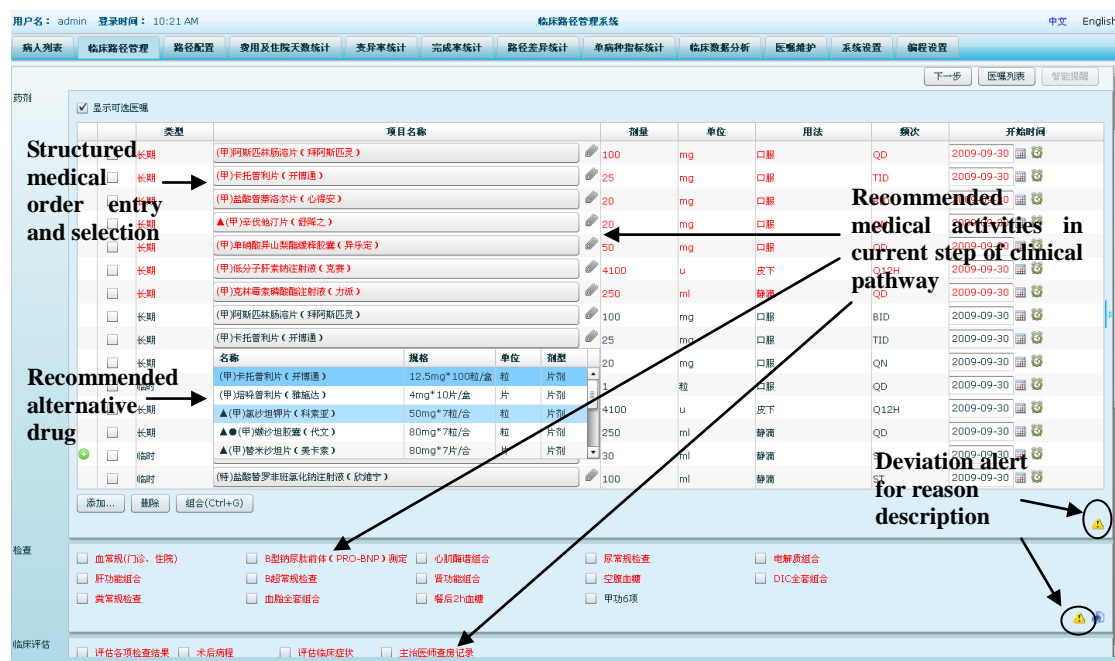 用户名： admin 登录时间： 10:21 AM 临床路径管理系统 中文 English
病人列表 临床路径管理 路径配置 费用及住院天数统计 变异率统计 完成率统计 路径差异统计 单病种指标统计 临床数据分析 医嘱维护 系统设置 编程设置
下一步 医嘱列表 智能提醒
药剂
显示可选医嘱
类型 项目名称 剂量 单位 用法 频次 开始时间
长期 (甲)阿斯匹林肠溶片( 拜阿斯匹灵 ) 100 mg 口服 QD 2009-09-30
长期 (甲)卡托普利片( 开博通 ) 25 mg 口服 TID 2009-09-30
长期 (甲)盐酸普萘洛尔片( 心得安 ) 20 mg 口服 2009-09-30
长期 ▲(甲)辛伐他汀片( 舒降之 ) 20 mg 口服 QN 2009-09-30
长期 (甲)单硝酸异山梨酯缓释胶囊( 异乐定 ) 50 mg 口服 QD 2009-09-30
长期 (甲)低分子肝素钠注射液( 克赛 ) 4100 u 皮下 Q12H 2009-09-30
长期 (甲)克林霉素磷酸酯注射液( 力派 ) 250 ml 静滴 QD 2009-09-30
长期 (甲)阿斯匹林肠溶片( 拜阿斯匹灵 ) 100 mg 口服 BID 2009-09-30
长期 (甲)卡托普利片( 开博通 ) 25 mg 口服 TID 2009-09-30
长期 20 mg 口服 QN 2009-09-30
临时 1 粒 口服 QD 2009-09-30
长期 4100 u 皮下 Q12H 2009-09-30
长期 250 ml 静滴 QD 2009-09-30
临时 30 ml 静滴 2009-09-30
临时 (特)盐酸替罗非班氯化钠注射液( 欣维宁 ) 100 ml 静滴 ST 2009-09-30
名称 规格 单位 剂型
(甲)卡托普利片( 开博通 ) 12.5mg*100粒/盒 粒 片剂
(甲)培哚普利片( 雅施达 ) 4mg*10片/盒 片 片剂
▲(甲)氯沙坦钾片( 科素亚 ) 50mg*7粒/合 粒 片剂
▲●(甲)缬沙坦胶囊( 代文 ) 80mg*7粒/合 粒 片剂
▲(甲)替米沙坦片( 美卡素 ) 80mg*7片/合 片 片剂
添加... 删除 组合(Ctrl+G)
Structured
medical
order entry
and selection
Recommended
alternative
drug
Recommended
medical activities in
current step of clinical
pathway
Deviation alert
for reason
description
检查
血常规(门诊、住院) B型钠尿肽前体( PRO-BNP ) 测定 心肌酶谱组合 尿常规检查 电解质组合
肝功能组合 B超常规检查 肾功能组合 空腹血糖 DIC全套组合
粪常规检查 血脂全套组合 餐后2h血糖 甲功6项
临床评估
评估各项检查结果 术后病程 评估临床症状 主治医师查房记录